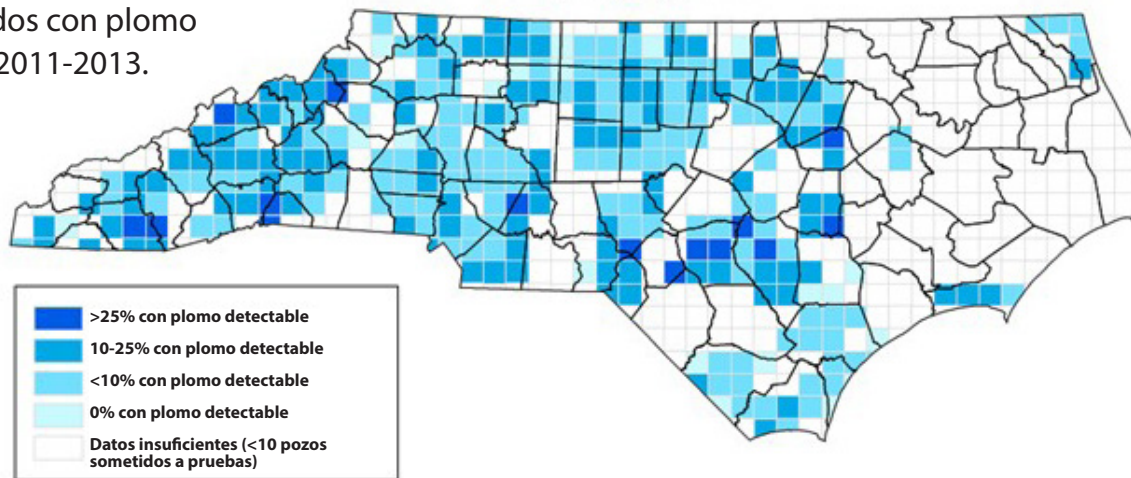 dos con plomo
2011-2013.
>25% con plomo detectable
10-25% con plomo detectable
<10% con plomo detectable
0% con plomo detectable
Datos insuficientes (<10 pozos
sometidos a pruebas)